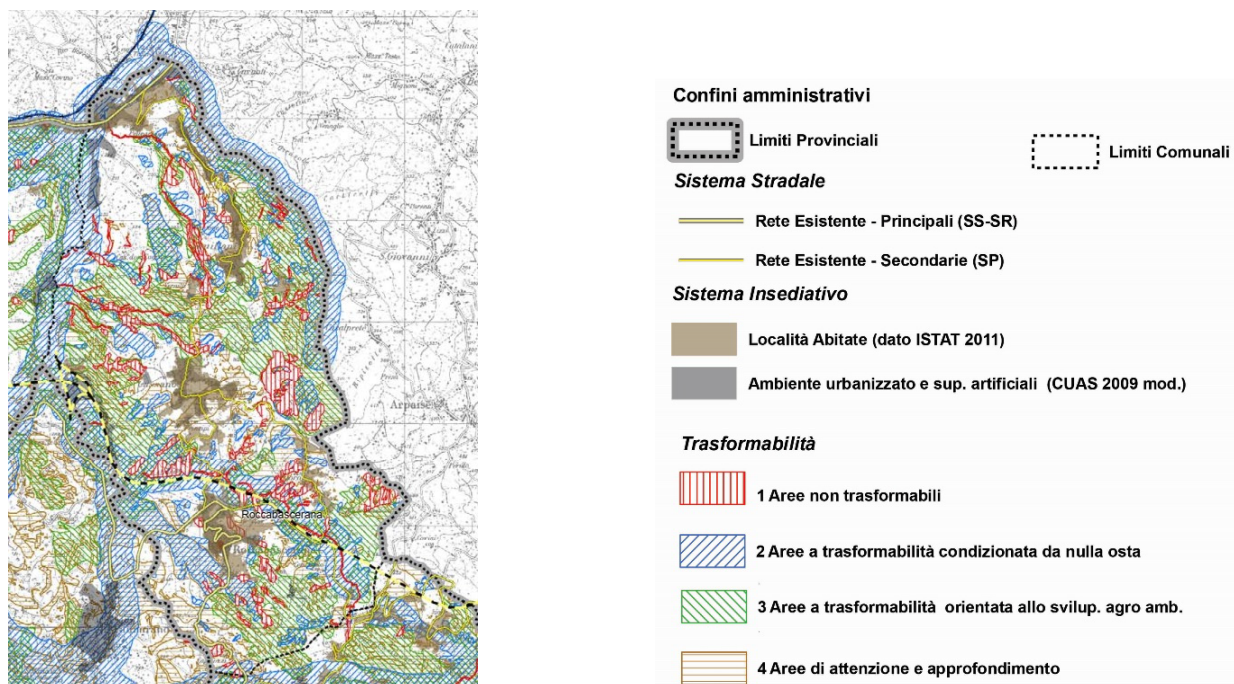 S. Giovanni
Arpaise
Roccabascerana
Confini amministrativi
Limiti Provinciali
Limiti Comunali
Sistema Stradale
Rete Esistente - Principali (SS-SR)
Rete Esistente - Secondarie (SP)
Sistema Insediativo
Località Abitate (dato ISTAT 2011)
Ambiente urbanizzato e sup. artificiali (CUAS 2009 mod.)
Trasformabilità
1 Aree non trasformabili
2 Aree a trasformabilità condizionata da nulla osta
3 Aree a trasformabilità orientata allo svilup. agro amb.
4 Aree di attenzione e approfondimento